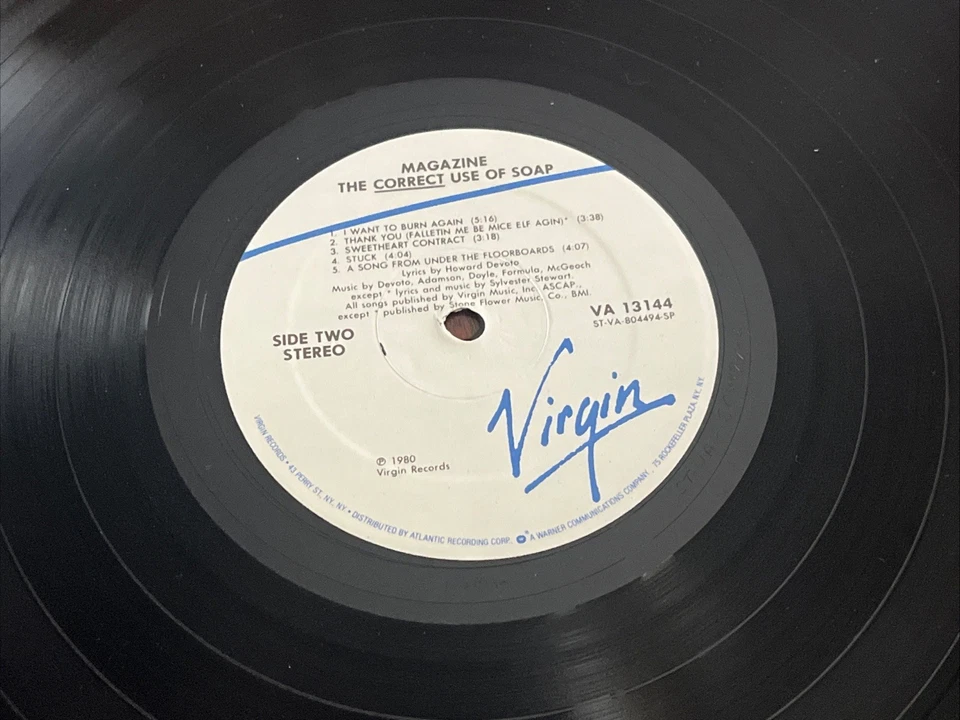 MAGAZINE
THE CORRECT USE OF SOAP
1. I WANT TO BURN AGAIN (5:16)
2. THANK YOU (FALLETIN ME BE MICE ELF AGIN)* (3:38)
3. SWEETHEART CONTRACT (3:18)
4. STUCK (4:04)
5. A SONG FROM UNDER THE FLOORBOARDS (4:07)
Lyrics by Howard Devoto
Music by Devoto, Adamson, Doyle, Formula, McGeoch
except * lyrics and music by Sylvester Stewart.
All songs published by Virgin Music, Inc. ASCAP.,
except * published by Stone Flower Music, Co., BMI.
SIDE TWO
STEREO
VA 13144
ST-VA-804494-SP
Virgin
℗ 1980
Virgin Records
VIRGIN RECORDS • 43 PERRY ST., NY, NY. • DISTRIBUTED BY ATLANTIC RECORDING CORP., ® A WARNER COMMUNICATIONS COMPANY., 75 ROCKEFELLER PLAZA, NY, NY.